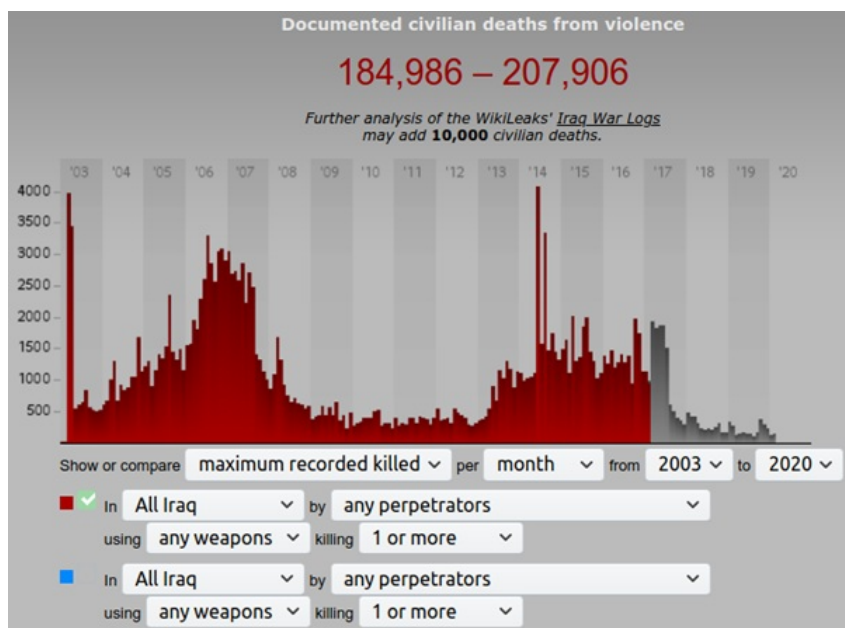 Documented civilian deaths from violence
184,986 – 207,906
Further analysis of the WikiLeaks' Iraq War Logs
may add 10,000 civilian deaths.
'03 '04 '05 '06 '07 '08 '09 '10 '11 '12 '13 '14 '15 '16 '17 '18 '19 '20
4000
3500
3000
2500
2000
1500
1000
500
Show or compare maximum recorded killed per month from 2003 to 2020
In All Iraq by any perpetrators
using any weapons killing 1 or more
In All Iraq by any perpetrators
using any weapons killing 1 or more